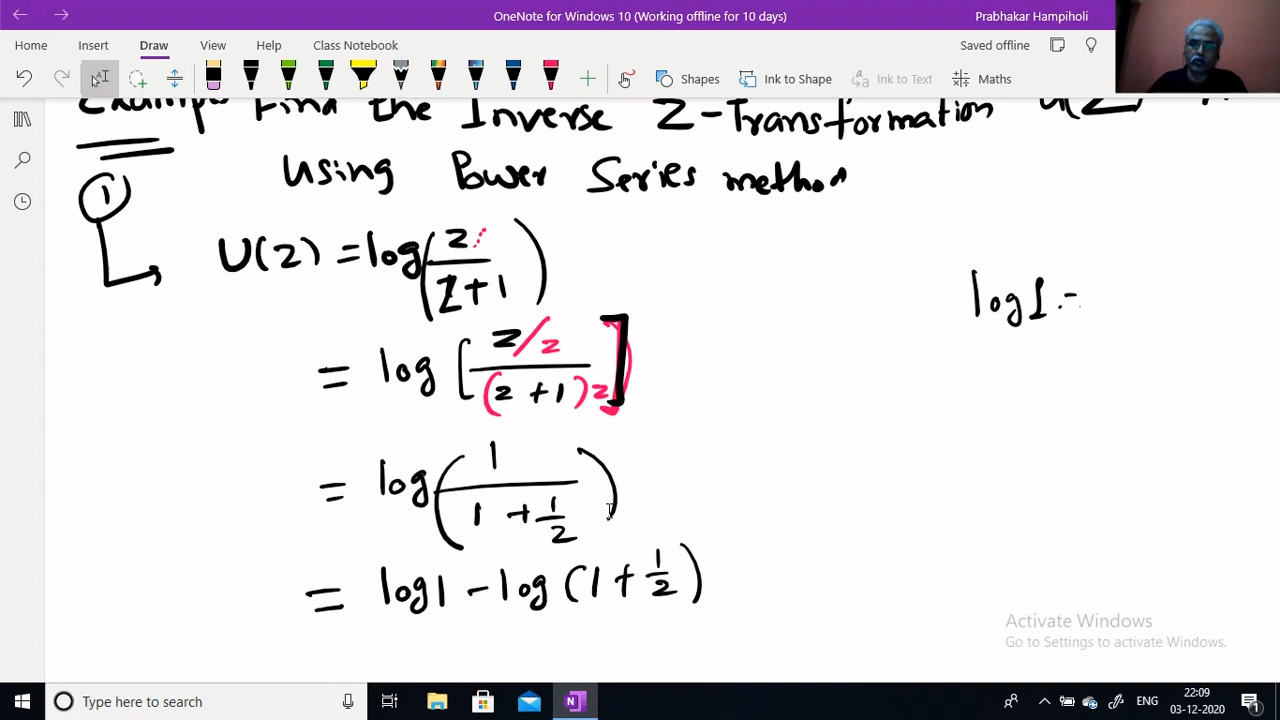 OneNote for Windows 10 (Working offline for 10 days)
Prabhakar Hampiholi
Home Insert Draw View Help Class Notebook
Saved offline
Shapes Ink to Shape Ink to Text Maths
Find the Inverse Z-Transformation U(Z)
① Using Power Series method
U(z) = log(z/(z+1))
log 1 =
= log[(z/z)/((z+1)z)]
= log(1/(1+1/z))
= log1 - log(1+1/z)
Activate Windows
Go to Settings to activate Windows.
Type here to search
ENG
22:09
03-12-2020
1